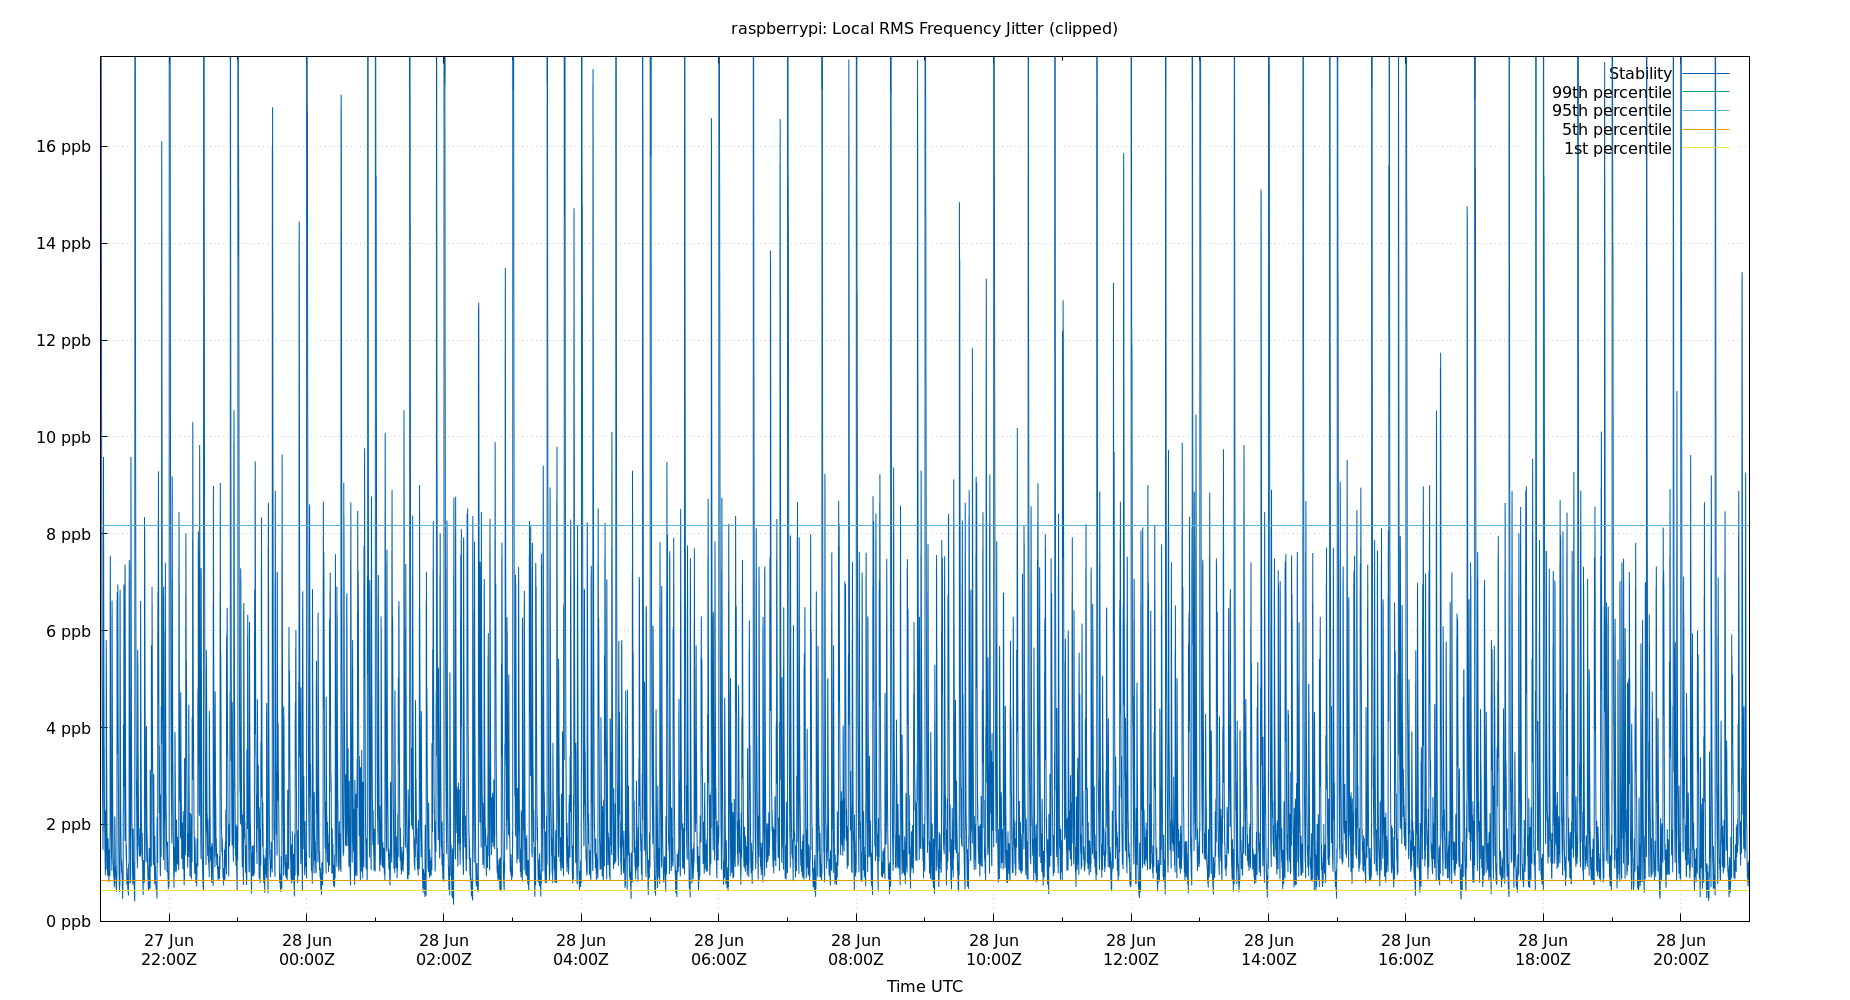 raspberrypi: Local RMS Frequency Jitter (clipped)
Stability
99th percentile
95th percentile
5th percentile
1st percentile
16 ppb
14 ppb
12 ppb
10 ppb
8 ppb
6 ppb
4 ppb
2 ppb
0 ppb
27 Jun 28 Jun 28 Jun 28 Jun 28 Jun 28 Jun 28 Jun 28 Jun 28 Jun 28 Jun 28 Jun 28 Jun
22:00Z 00:00Z 02:00Z 04:00Z 06:00Z 08:00Z 10:00Z 12:00Z 14:00Z 16:00Z 18:00Z 20:00Z
Time UTC